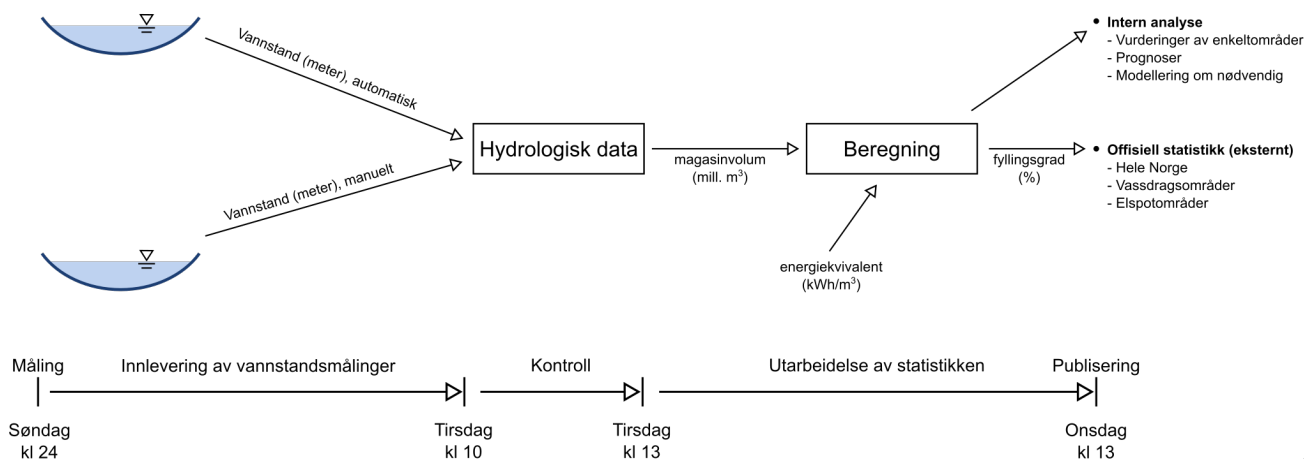 Vannstand (meter), automatisk
Vannstand (meter), manuelt
Hydrologisk data
magasinvolum
(mill. m³)
Beregning
energiekvivalent
(kWh/m³)
fyllingsgrad
(%)
• Intern analyse
- Vurderinger av enkeltområder
- Prognoser
- Modellering om nødvendig
• Offisiell statistikk (eksternt)
- Hele Norge
- Vassdragsområder
- Elspotområder
Måling
Innlevering av vannstandsmålinger
Kontroll
Utarbeidelse av statistikken
Publisering
Søndag
kl 24
Tirsdag
kl 10
Tirsdag
kl 13
Onsdag
kl 13